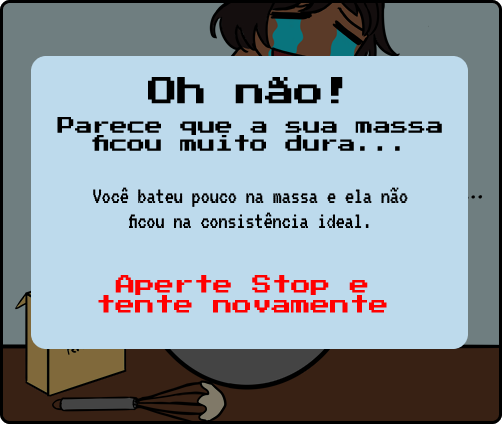 Oh não!
Parece que a sua massa
ficou muito dura...
Você bateu pouco na massa e ela não
ficou na consistência ideal.
Aperte Stop e
tente novamente